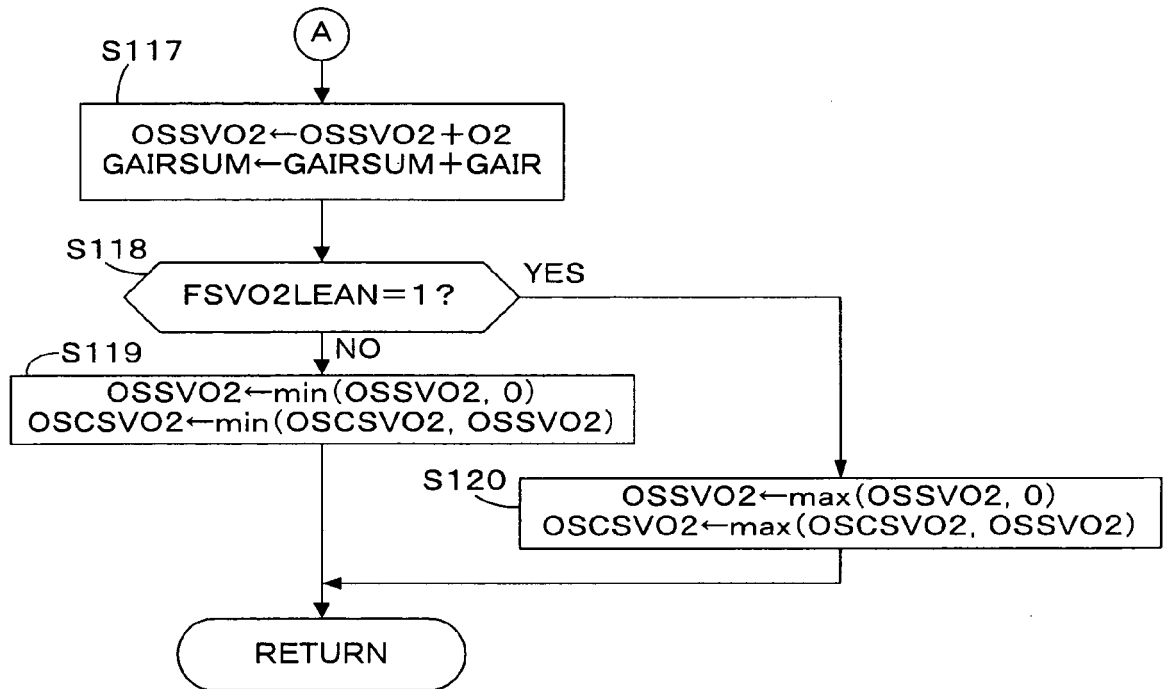 A
S117
OSSVO2←OSSVO2+O2
GAIRSUM←GAIRSUM+GAIR
S118
FSVO2LEAN=1?
YES
NO
S119
OSSVO2←min(OSSVO2, 0)
OSCSVO2←min(OSCSVO2, OSSVO2)
S120
OSSVO2←max(OSSVO2, 0)
OSCSVO2←max(OSCSVO2, OSSVO2)
RETURN